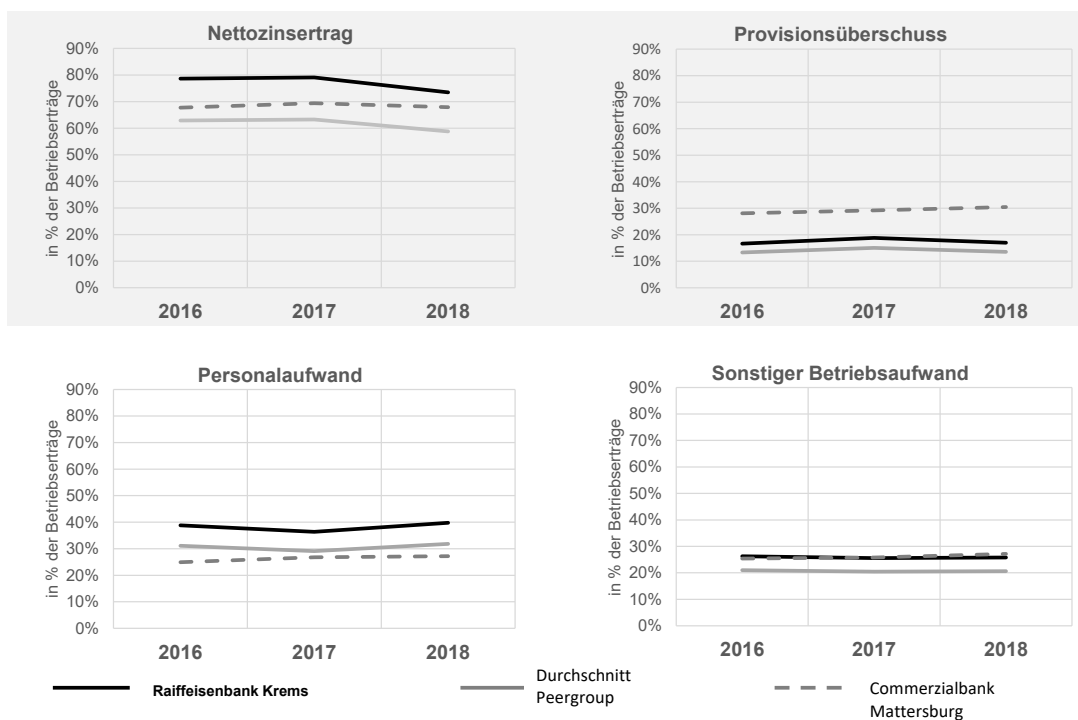 Nettozinsertrag
in % der Betriebserträge
90%
80%
70%
60%
50%
40%
30%
20%
10%
0%
2016 2017 2018
Provisionsüberschuss
in % der Betriebserträge
90%
80%
70%
60%
50%
40%
30%
20%
10%
0%
2016 2017 2018
Personalaufwand
in % der Betriebserträge
90%
80%
70%
60%
50%
40%
30%
20%
10%
0%
2016 2017 2018
Sonstiger Betriebsaufwand
in % der Betriebserträge
90%
80%
70%
60%
50%
40%
30%
20%
10%
0%
2016 2017 2018
Raiffeisenbank Krems
Durchschnitt
Peergroup
Commerzialbank
Mattersburg